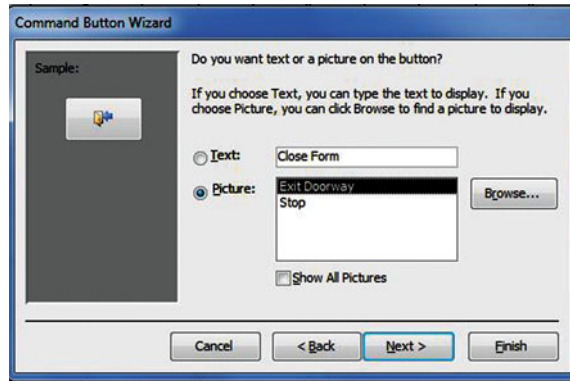 Command Button Wizard
Sample:
Do you want text or a picture on the button?
If you choose Text, you can type the text to display. If you
choose Picture, you can click Browse to find a picture to display.
Text:
Close Form
Picture:
Exit Doorway
Stop
Browse...
Show All Pictures
Cancel
< Back
Next >
Finish